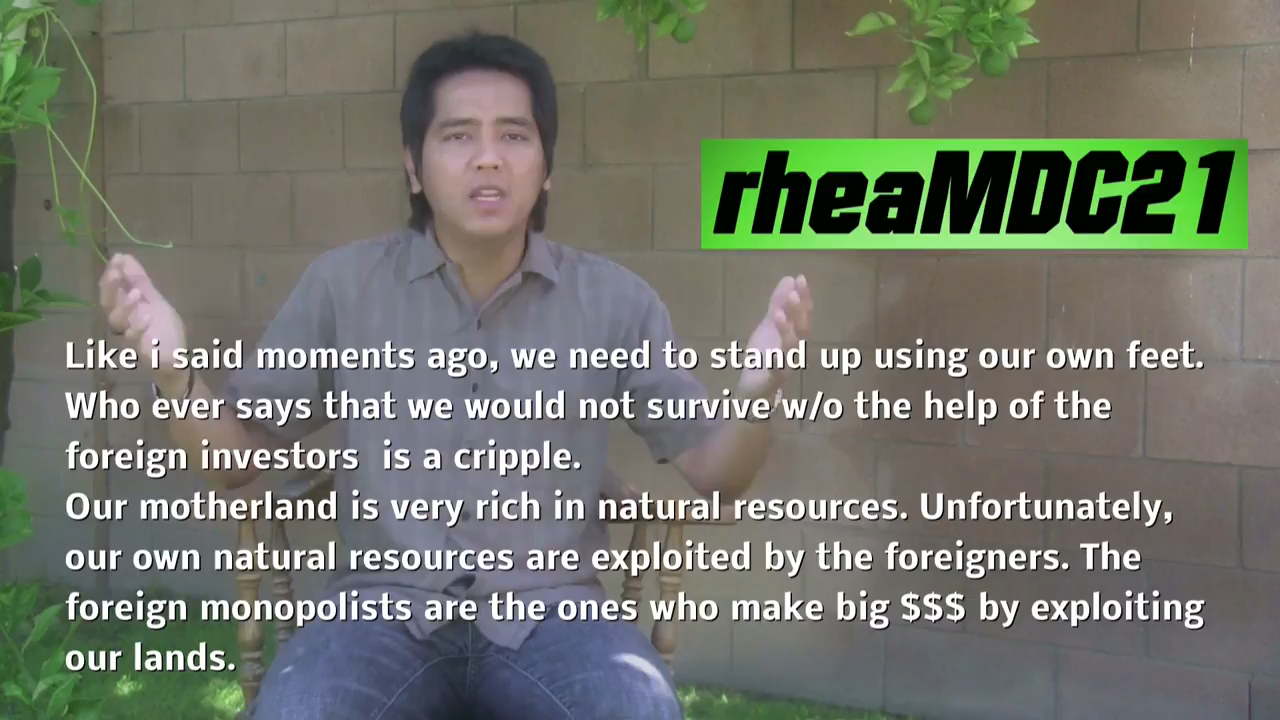 rheaMDC21
Like i said moments ago, we need to stand up using our own feet.
Who ever says that we would not survive w/o the help of the
foreign investors  is a cripple.
Our motherland is very rich in natural resources. Unfortunately,
our own natural resources are exploited by the foreigners. The
foreign monopolists are the ones who make big $$$ by exploiting
our lands.